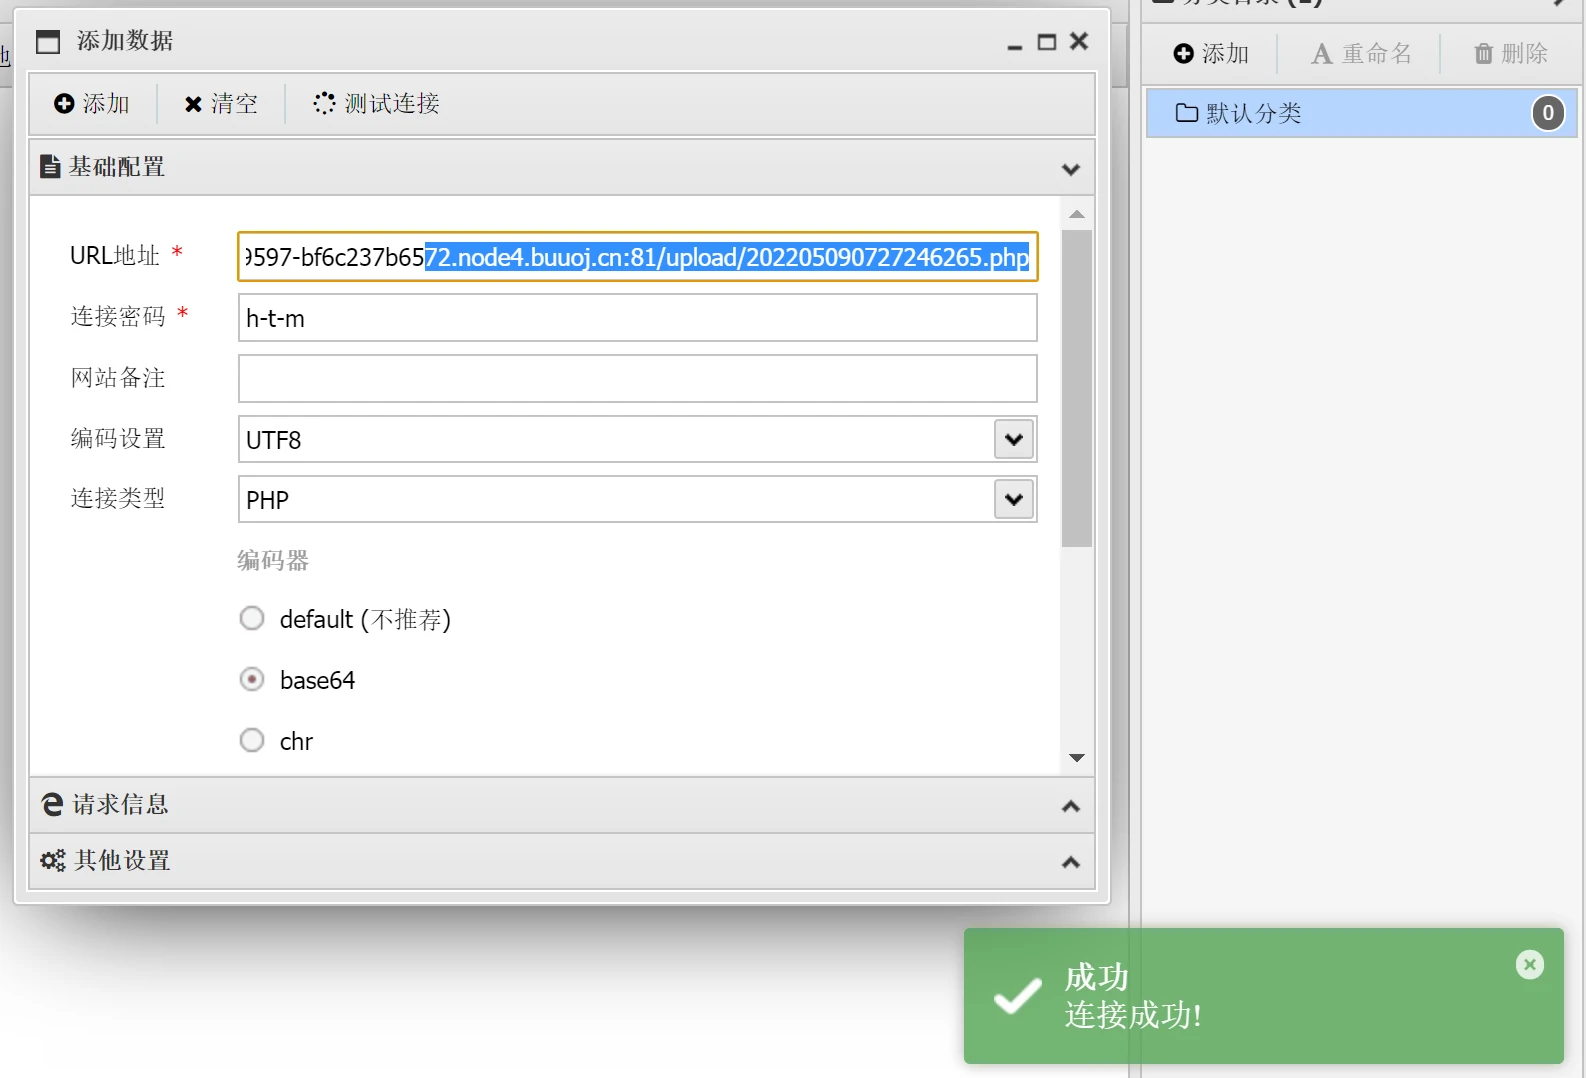 添加数据
添加 清空 测试连接
基础配置
URL地址 * 9597-bf6c237b6572.node4.buuoj.cn:81/upload/202205090727246265.php
连接密码 * h-t-m
网站备注
编码设置 UTF8
连接类型 PHP
编码器
default (不推荐)
base64
chr
请求信息
其他设置
添加 重命名 删除
默认分类 0
成功
连接成功!